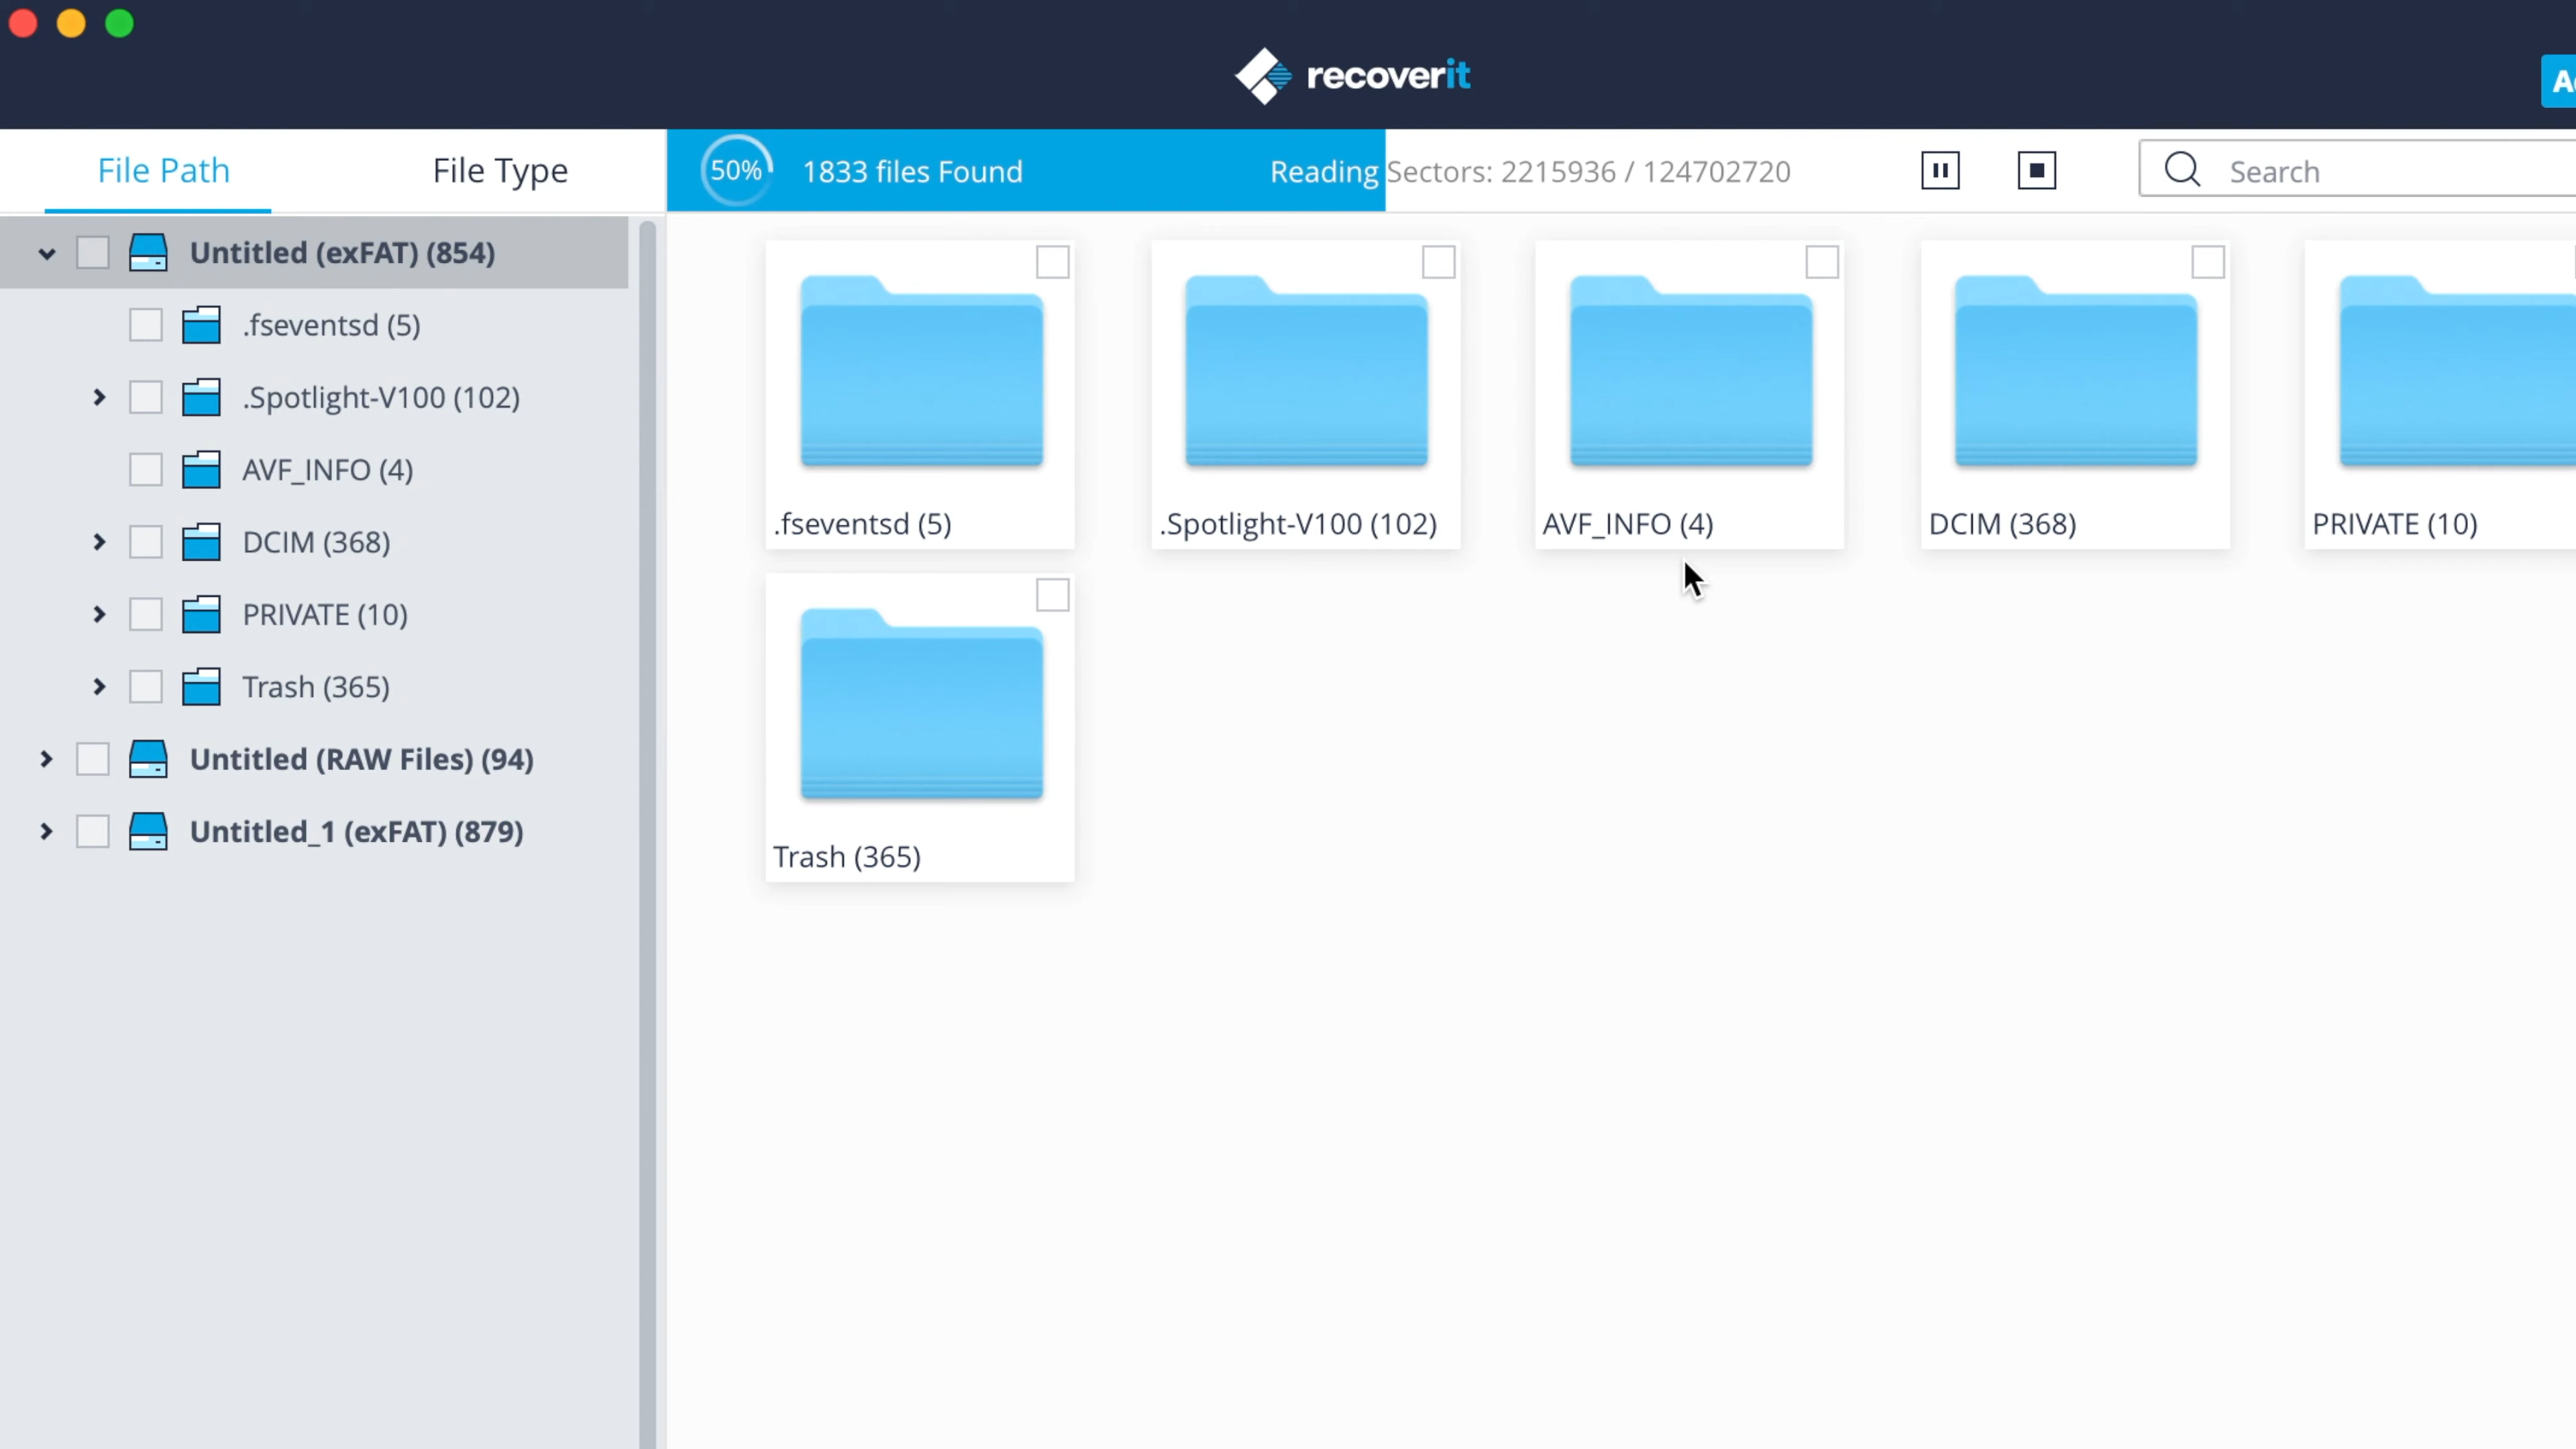 recoverit
File Path
File Type
50%
1833 files Found
Reading Sectors: 2215936 / 124702720
Search
Untitled (exFAT) (854)
.fseventsd (5)
.Spotlight-V100 (102)
AVF_INFO (4)
DCIM (368)
PRIVATE (10)
Trash (365)
Untitled (RAW Files) (94)
Untitled_1 (exFAT) (879)
.fseventsd (5)
.Spotlight-V100 (102)
AVF_INFO (4)
DCIM (368)
PRIVATE (10)
Trash (365)